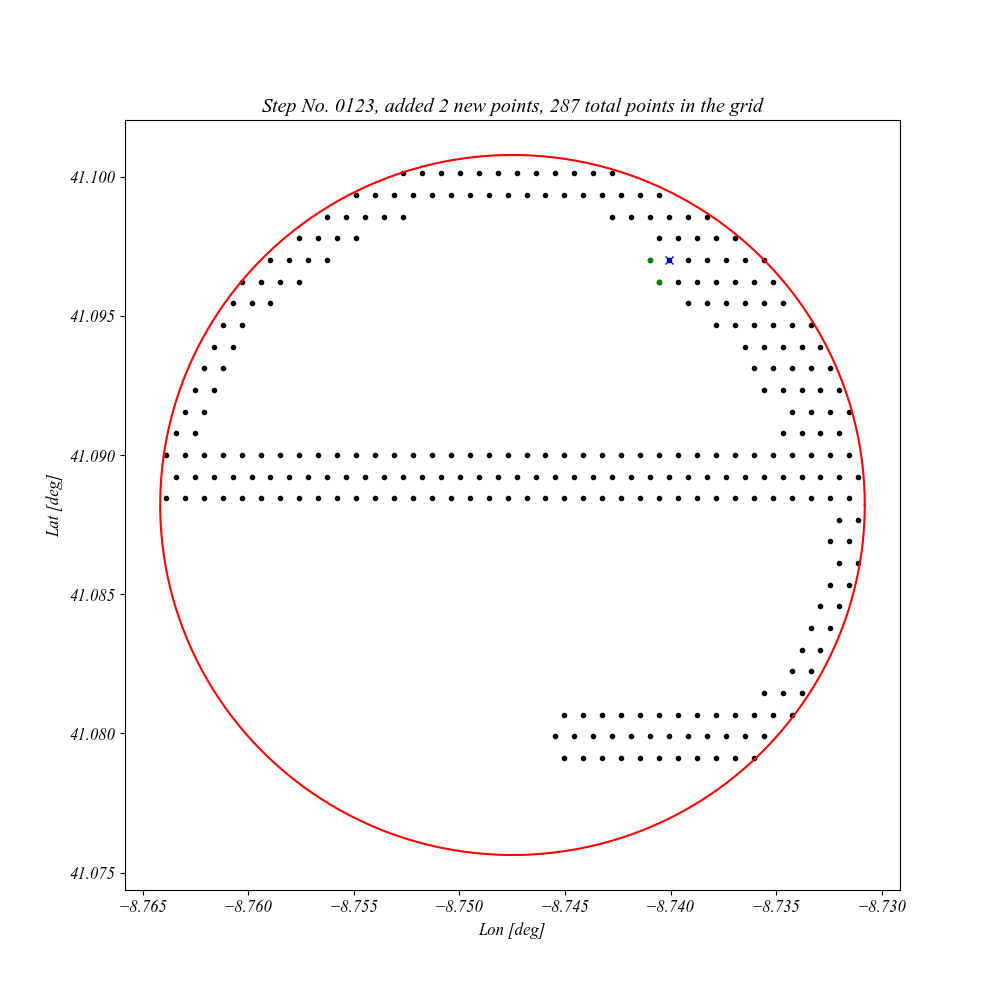 Step No. 0123, added 2 new points, 287 total points in the grid
41.100
41.095
41.090
41.085
41.080
41.075
Lat [deg]
−8.765 −8.760 −8.755 −8.750 −8.745 −8.740 −8.735 −8.730
Lon [deg]